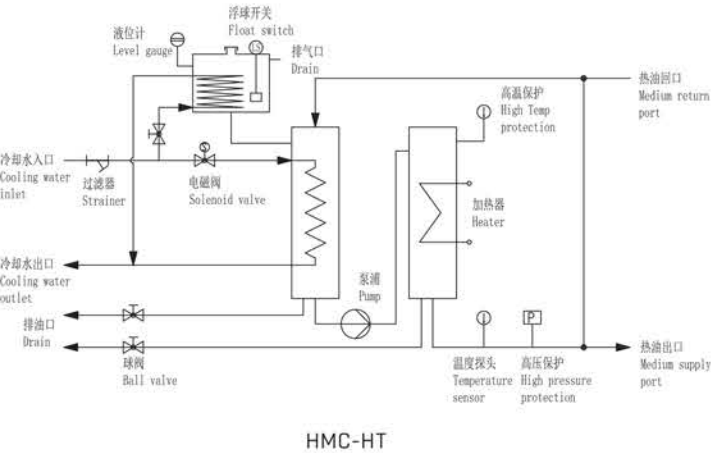 浮球开关
Float switch
液位计
Level gauge
LS
排气口
Drain
热油回口
Medium return
port
高温保护
High Temp
protection
冷却水入口
Cooling water
inlet
过滤器
Strainer
S
电磁阀
Solenoid valve
加热器
Heater
冷却水出口
Cooling water
outlet
泵浦
Pump
排油口
Drain
球阀
Ball valve
P
温度探头
Temperature
sensor
高压保护
High pressure
protection
热油出口
Medium supply
port
HMC-HT